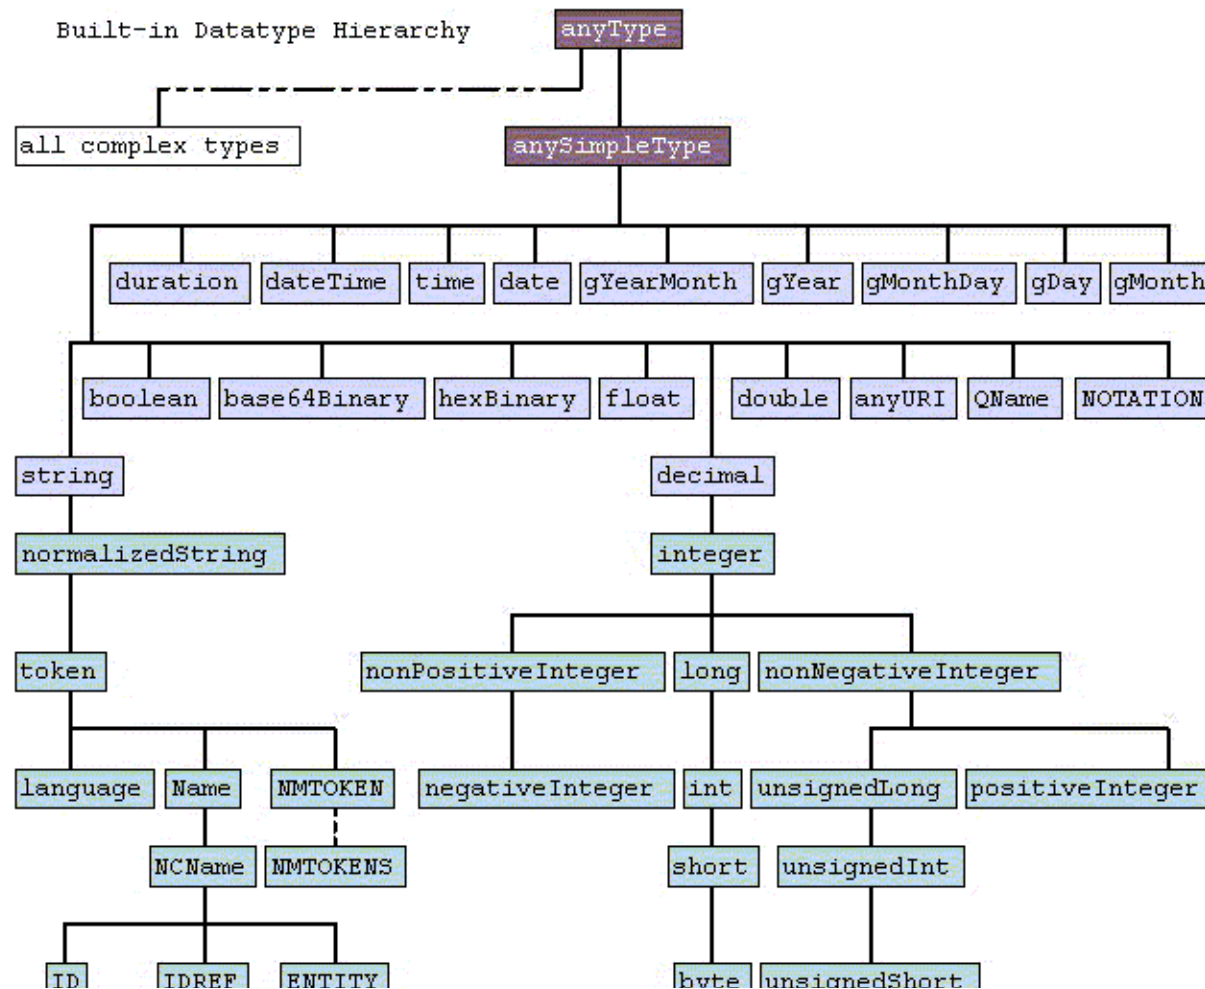 Built-in Datatype Hierarchy
anyType
all complex types
anySimpleType
duration dateTime time date gYearMonth gYear gMonthDay gDay gMonth
boolean base64Binary hexBinary float double anyURI QName NOTATION
string decimal
normalizedString integer
token nonPositiveInteger long nonNegativeInteger
language Name NMTOKEN negativeInteger int unsignedLong positiveInteger
NCName NMTOKENS short unsignedInt
ID IDREF ENTITY byte unsignedShort